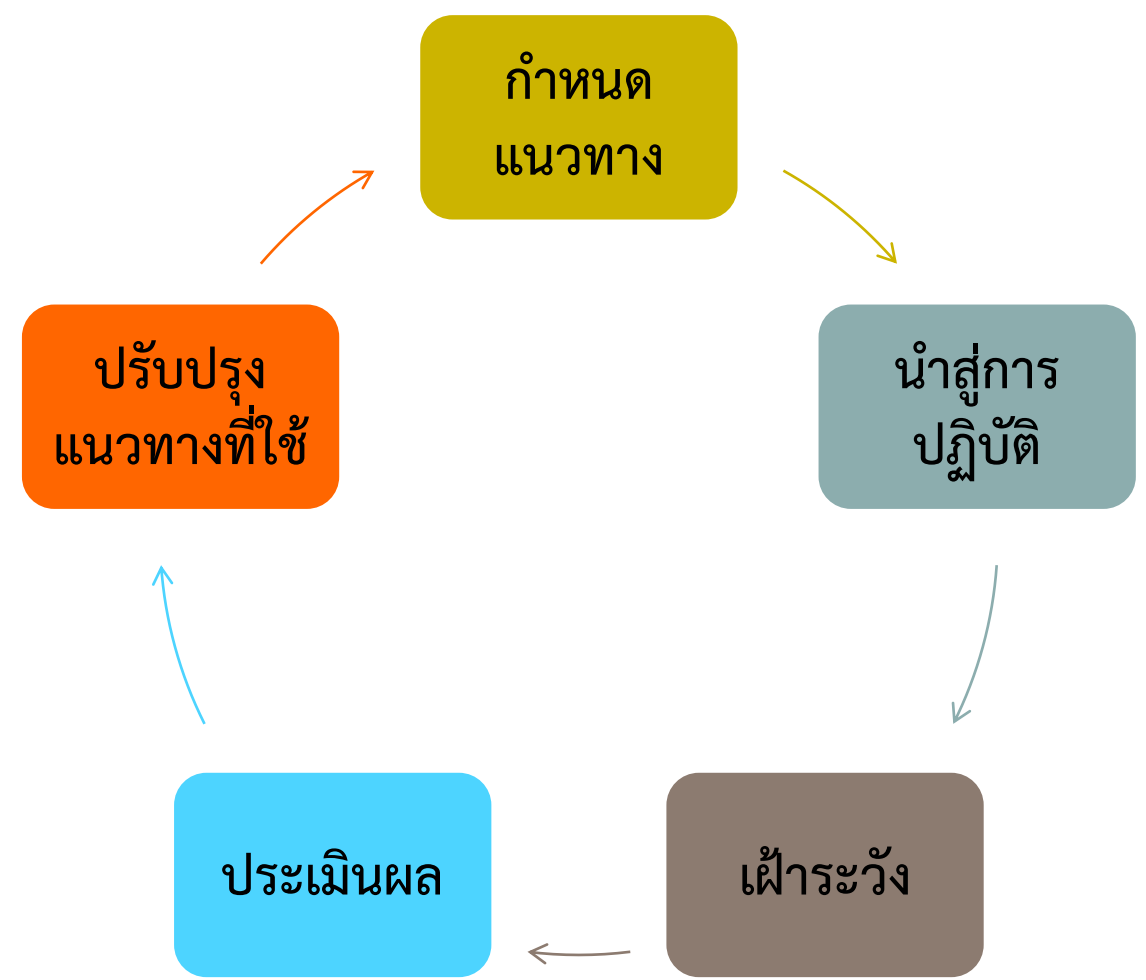 กำหนด
แนวทาง
นำสู่การ
ปฏิบัติ
เฝ้าระวัง
ประเมินผล
ปรับปรุง
แนวทางที่ใช้